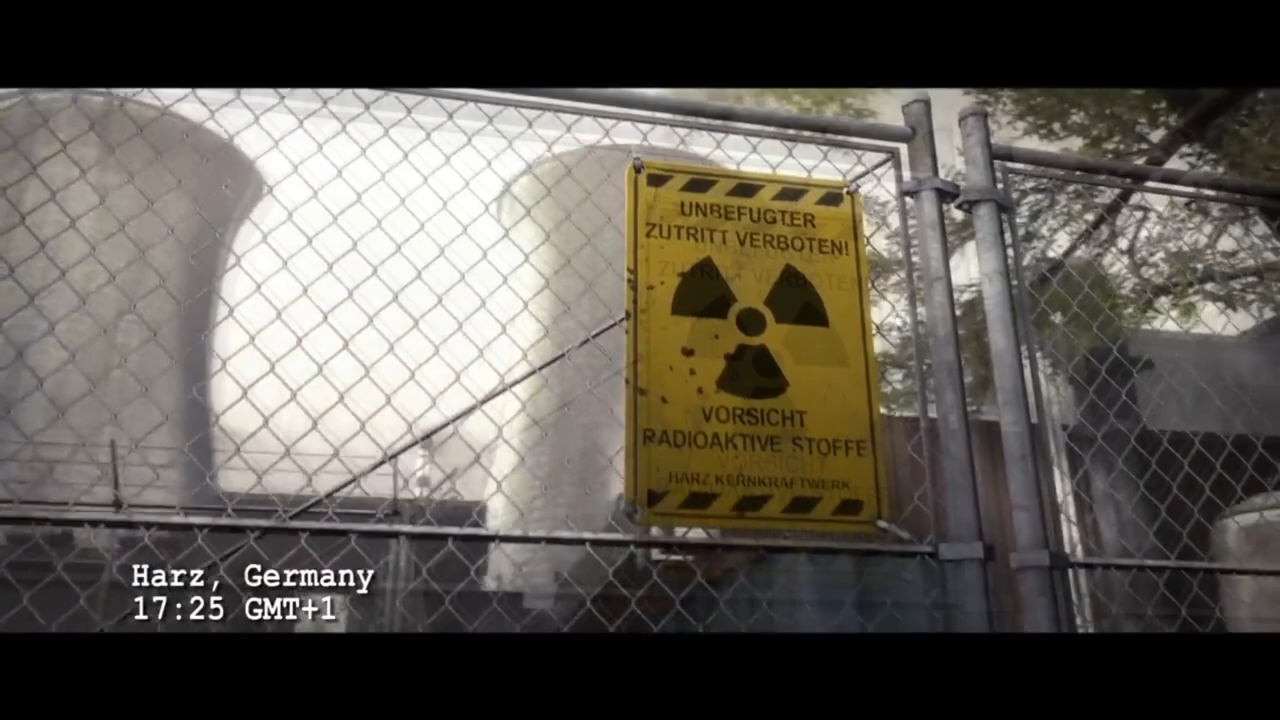 UNBEFUGTER
ZUTRITT VERBOTEN!
VORSICHT
RADIOAKTIVE STOFFE
HARZ KERNKRAFTWERK
Harz, Germany
17:25 GMT+1